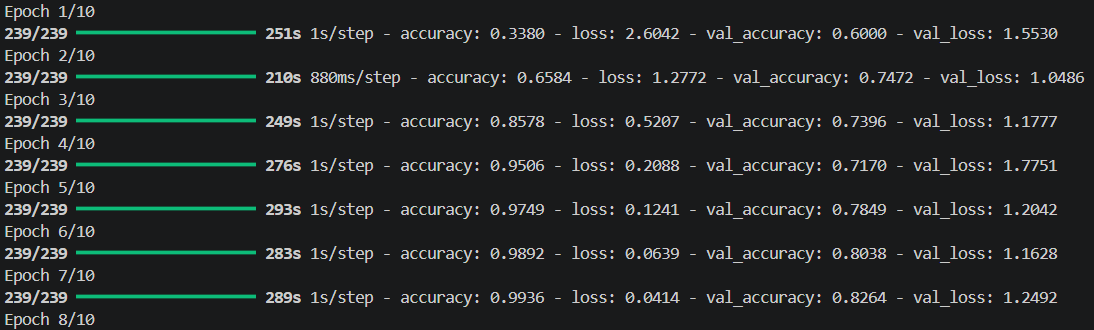 Epoch 1/10
239/239 251s 1s/step - accuracy: 0.3380 - loss: 2.6042 - val_accuracy: 0.6000 - val_loss: 1.5530
Epoch 2/10
239/239 210s 880ms/step - accuracy: 0.6584 - loss: 1.2772 - val_accuracy: 0.7472 - val_loss: 1.0486
Epoch 3/10
239/239 249s 1s/step - accuracy: 0.8578 - loss: 0.5207 - val_accuracy: 0.7396 - val_loss: 1.1777
Epoch 4/10
239/239 276s 1s/step - accuracy: 0.9506 - loss: 0.2088 - val_accuracy: 0.7170 - val_loss: 1.7751
Epoch 5/10
239/239 293s 1s/step - accuracy: 0.9749 - loss: 0.1241 - val_accuracy: 0.7849 - val_loss: 1.2042
Epoch 6/10
239/239 283s 1s/step - accuracy: 0.9892 - loss: 0.0639 - val_accuracy: 0.8038 - val_loss: 1.1628
Epoch 7/10
239/239 289s 1s/step - accuracy: 0.9936 - loss: 0.0414 - val_accuracy: 0.8264 - val_loss: 1.2492
Epoch 8/10